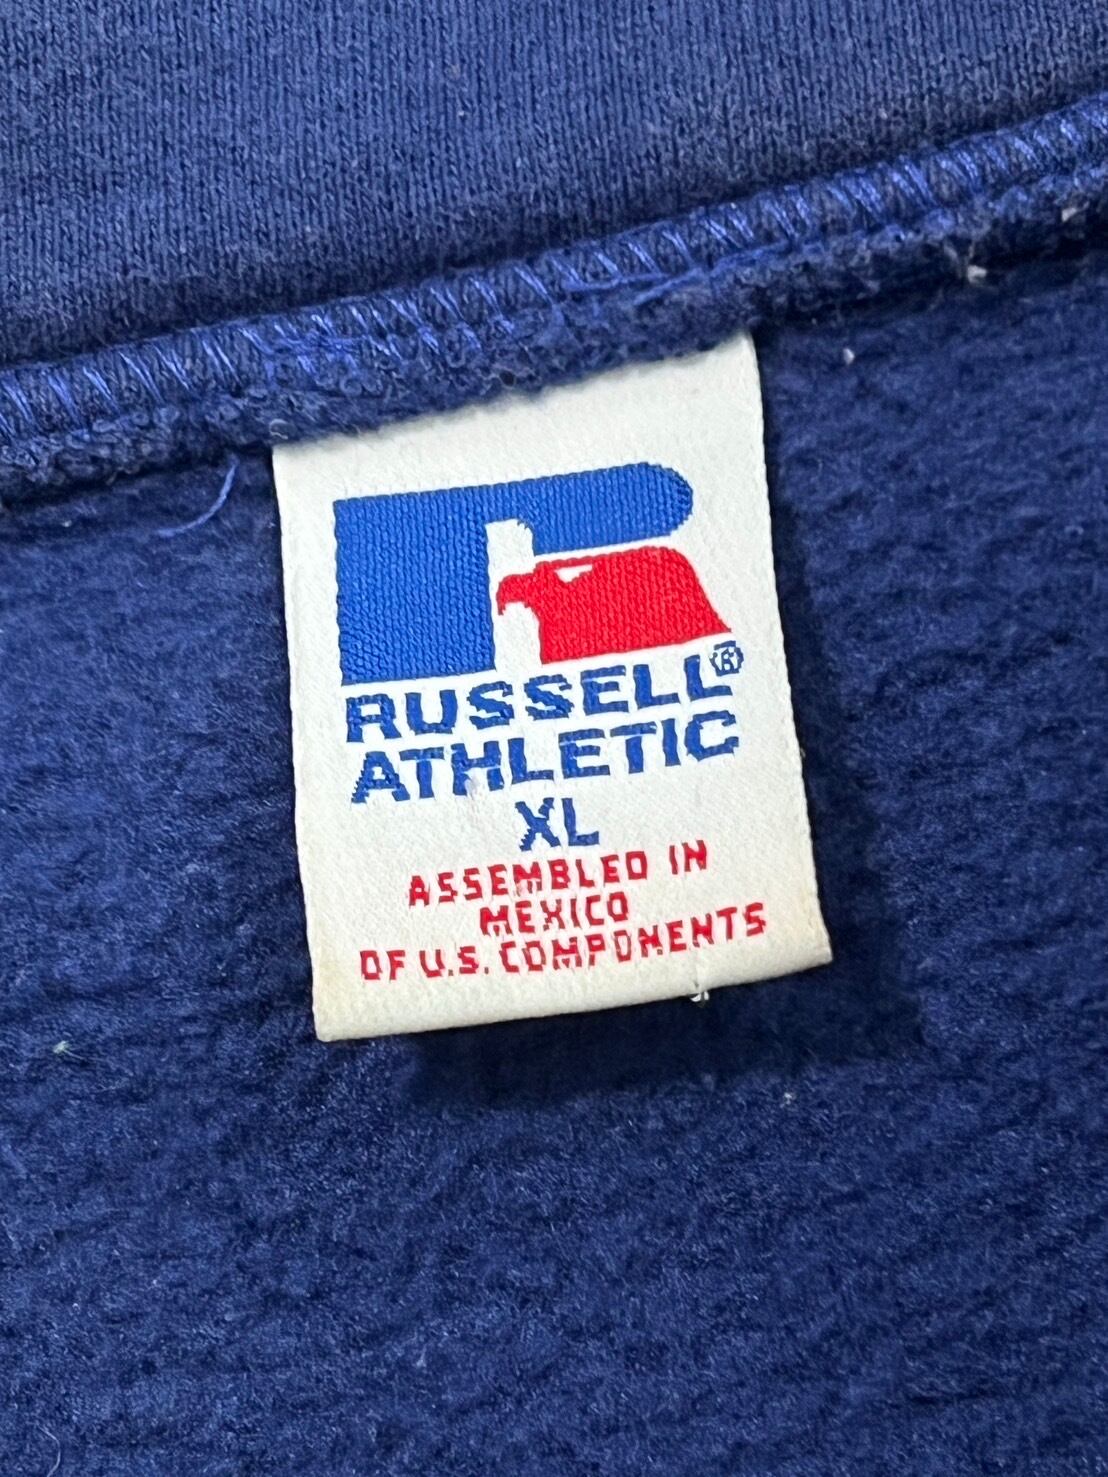 RUSSELL®
ATHLETIC
XL
ASSEMBLED IN
MEXICO
OF U.S. COMPONENTS